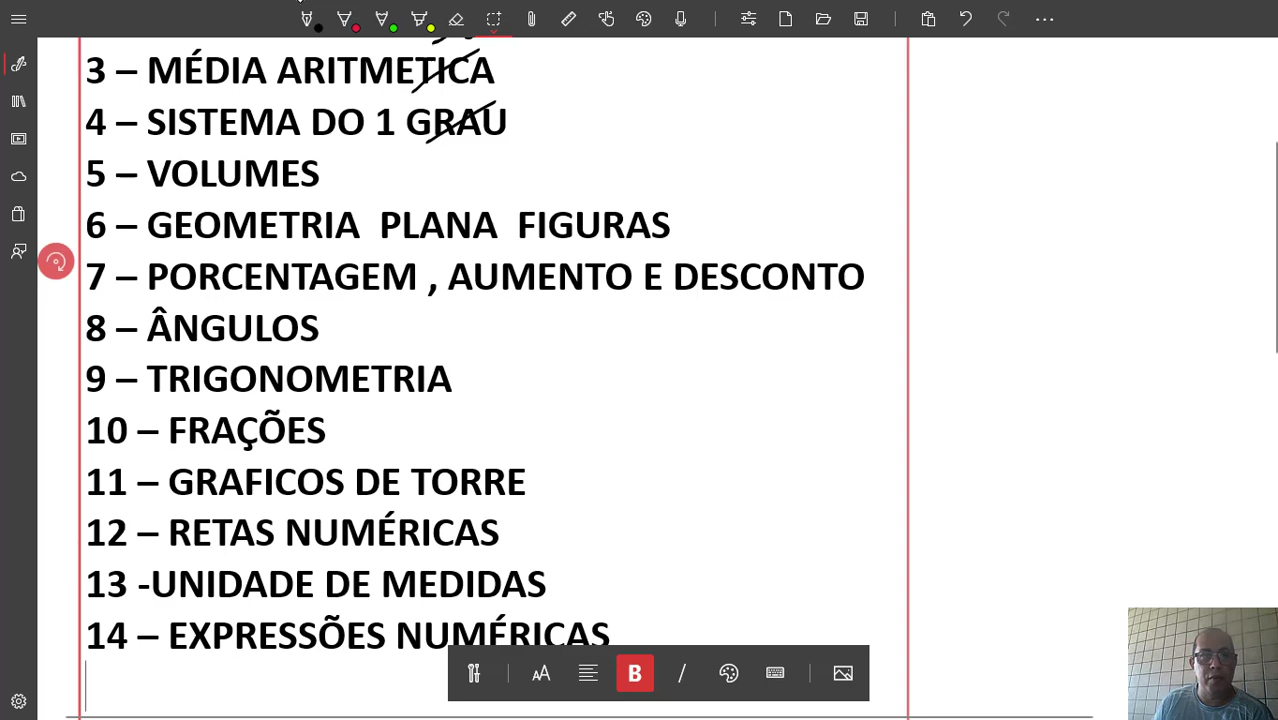 3 – MÉDIA ARITMETICA
4 – SISTEMA DO 1 GRAU
5 – VOLUMES
6 – GEOMETRIA PLANA FIGURAS
7 – PORCENTAGEM , AUMENTO E DESCONTO
8 – ÂNGULOS
9 – TRIGONOMETRIA
10 – FRAÇÕES
11 – GRAFICOS DE TORRE
12 – RETAS NUMÉRICAS
13 -UNIDADE DE MEDIDAS
14 – EXPRESSÕES NUMÉRICAS
B